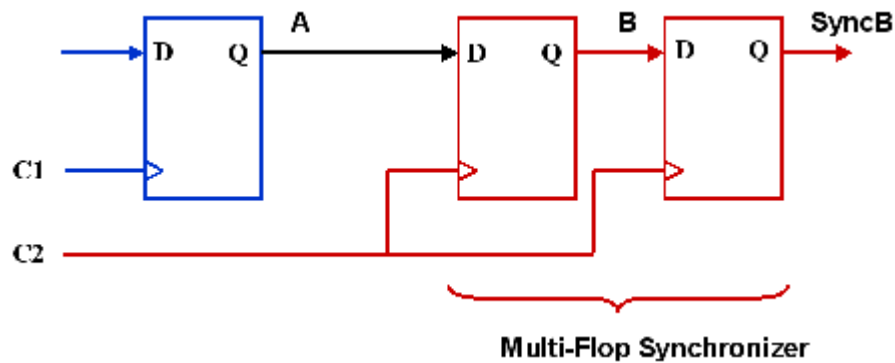 A B SyncB
D Q D Q D Q
C1
C2
Multi-Flop Synchronizer